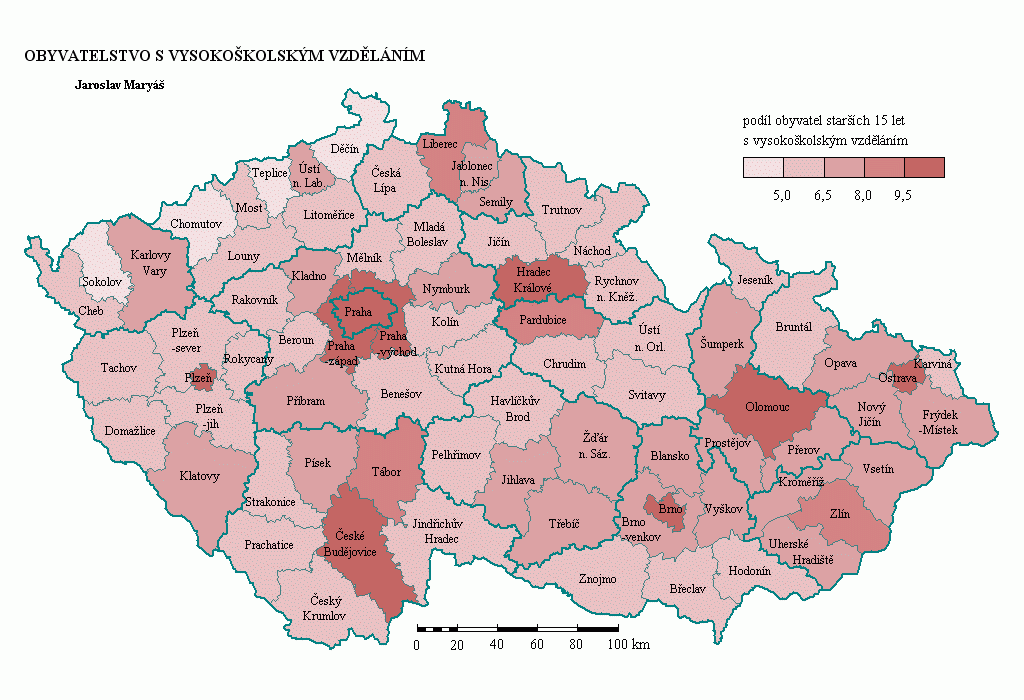 OBYVATELSTVO S VYSOKOŠKOLSKÝM VZDĚLÁNÍM
Jaroslav Maryáš
podíl obyvatel starších 15 let
s vysokoškolským vzděláním
5,0 6,5 8,0 9,5
Děčín
Liberec
Teplice
Ústí
n. Lab.
Česká
Lípa
Jablonec
n. Nis.
Most
Litoměřice
Semily
Trutnov
Chomutov
Mladá
Boleslav
Jičín
Náchod
Karlovy
Vary
Louny
Mělník
Sokolov
Kladno
Nymburk
Hradec
Králové
Rychnov
n. Kněž.
Jeseník
Cheb
Rakovník
Praha
Kolín
Pardubice
Ústí
n. Orl.
Šumperk
Bruntál
Plzeň
-sever
Rokycany
Beroun
Praha
-západ
Praha
-východ
Tachov
Plzeň
Kutná Hora
Chrudim
Opava
Karviná
Ostrava
Příbram
Benešov
Havlíčkův
Brod
Svitavy
Olomouc
Nový
Jičín
Frýdek
-Místek
Domažlice
Plzeň
-jih
Žďár
n. Sáz.
Prostějov
Přerov
Klatovy
Písek
Tábor
Pelhřimov
Jihlava
Blansko
Kroměříž
Vsetín
Strakonice
Jindřichův
Hradec
Třebíč
Brno
Brno
-venkov
Vyškov
Zlín
Prachatice
České
Budějovice
Uherské
Hradiště
Český
Krumlov
Znojmo
Břeclav
Hodonín
0 20 40 60 80 100 km